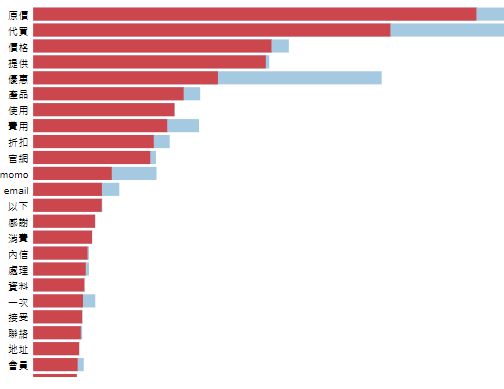 原價
代買
價格
提供
優惠
產品
使用
費用
折扣
官網
momo
email
以下
感謝
消費
內信
處理
資料
一次
接受
聯絡
地址
會員